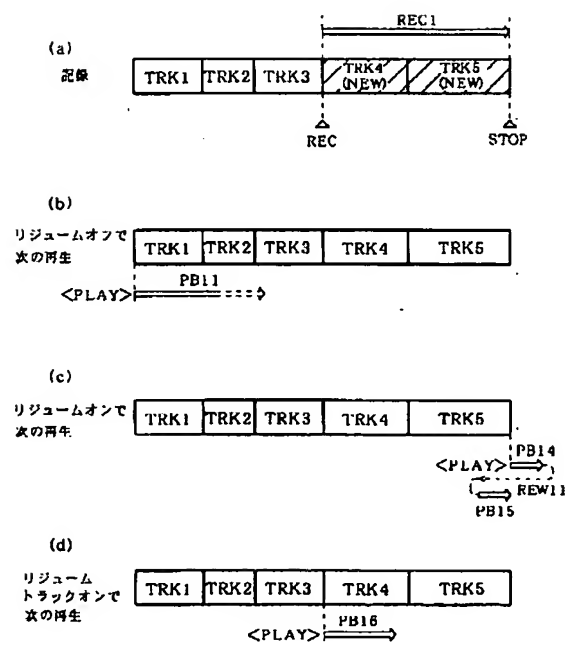 REC1
(a)
記録
TRK1 TRK2 TRK3 TRK4 (NEW) TRK5 (NEW)
REC STOP
(b)
リジュームオンで
次の再生
TRK1 TRK2 TRK3 TRK4 TRK5
PB11
<PLAY>
(c)
リジュームオンで
次の再生
TRK1 TRK2 TRK3 TRK4 TRK5
PB14
<PLAY>
REW11
PB15
(d)
リジューム
トラックオンで
次の再生
TRK1 TRK2 TRK3 TRK4 TRK5
<PLAY> PB16